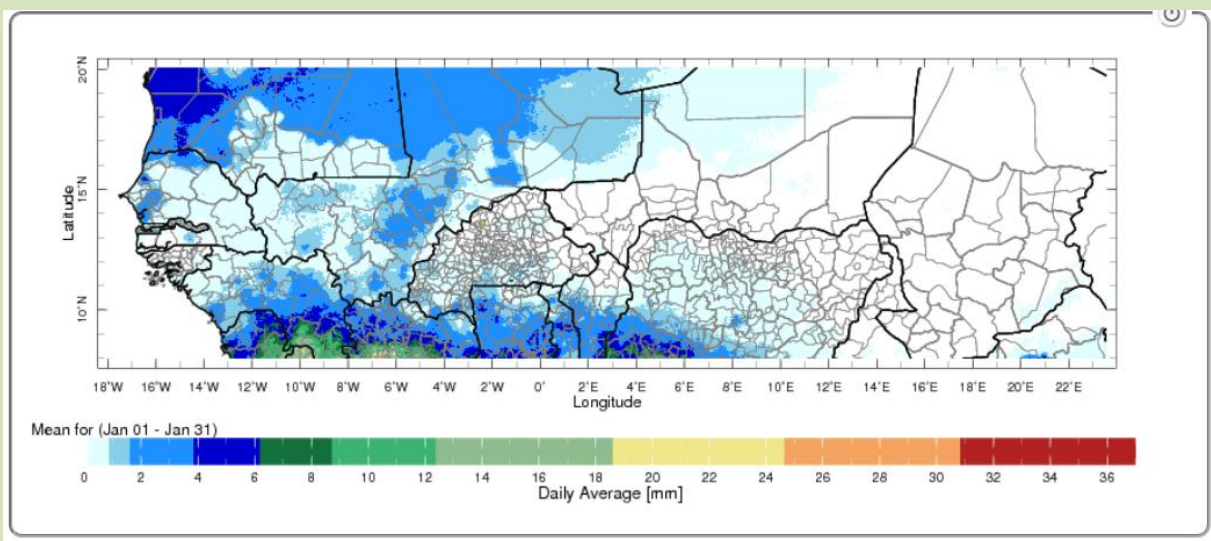 20°N
15°N
10°N
Latitude
18°W 16°W 14°W 12°W 10°W 8°W 6°W 4°W 2°W 0° 2°E 4°E 6°E 8°E 10°E 12°E 14°E 16°E 18°E 20°E 22°E
Longitude
Mean for (Jan 01 - Jan 31)
0 2 4 6 8 10 12 14 16 18 20 22 24 26 28 30 32 34 36
Daily Average [mm]